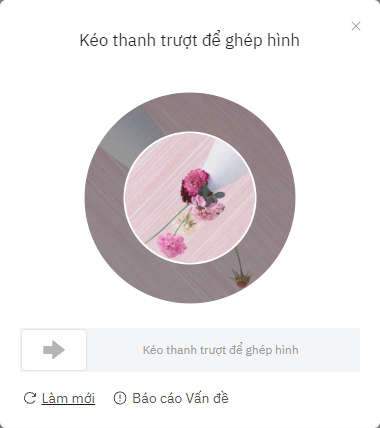 Kéo thanh trượt để ghép hình
Kéo thanh trượt để ghép hình
Làm mới
Báo cáo Vấn đề